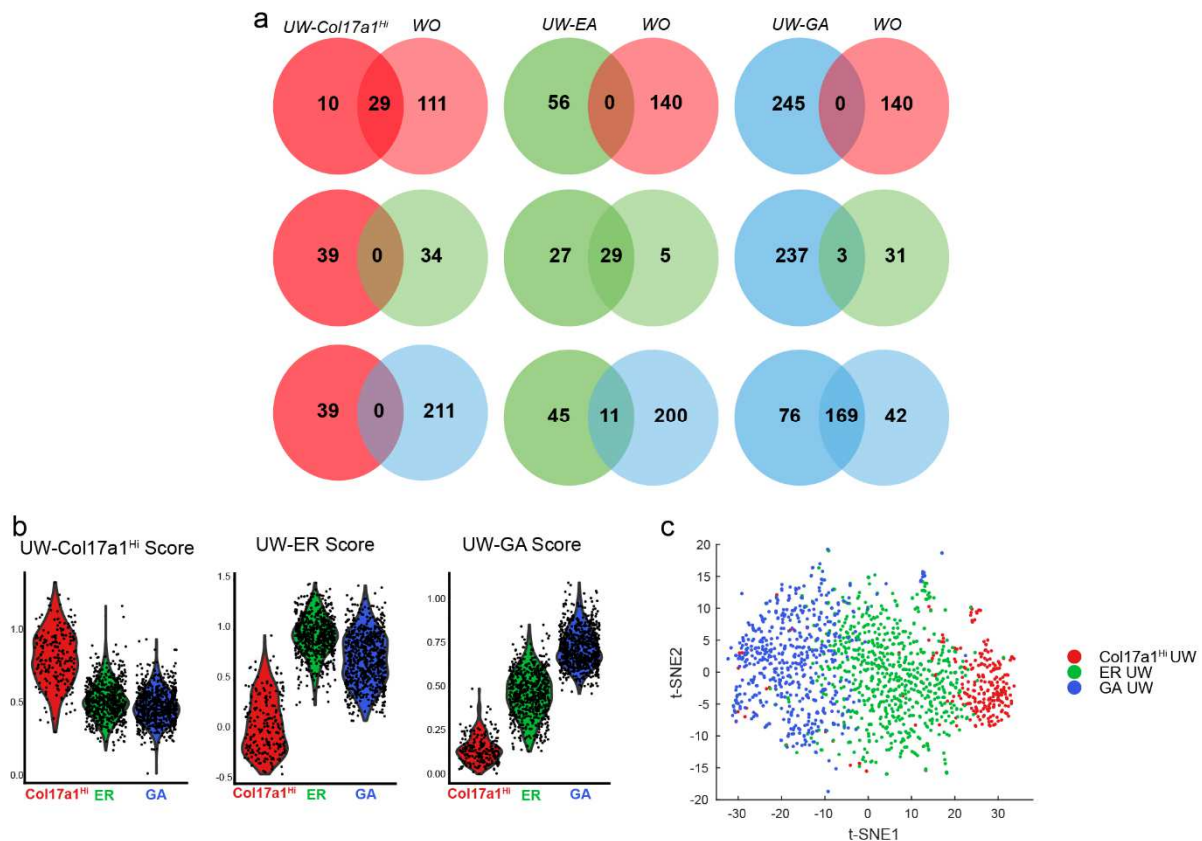 a
UW-Col17a1Hi WO UW-EA WO UW-GA WO
10 29 111 56 0 140 245 0 140
39 0 34 27 29 5 237 3 31
39 0 211 45 11 200 76 169 42
b
UW-Col17a1Hi Score
1.0
0.5
0.0
Col17a1Hi ER GA
UW-ER Score
1.5
1.0
0.5
0.0
-0.5
Col17a1Hi ER GA
UW-GA Score
1.00
0.75
0.50
0.25
0.00
Col17a1Hi ER GA
c
t-SNE2
20
15
10
5
0
-5
-10
-15
-20
-30 -20 -10 0 10 20 30
t-SNE1
Col17a1Hi UW
ER UW
GA UW